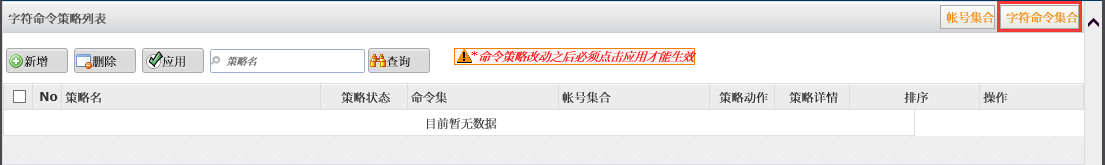 字符命令策略列表 帐号集合 字符命令集合
新增 删除 应用 策略名 查询 *命令策略改动之后必须点击应用才能生效
No 策略名 策略状态 命令集 帐号集合 策略动作 策略详情 排序 操作
目前暂无数据